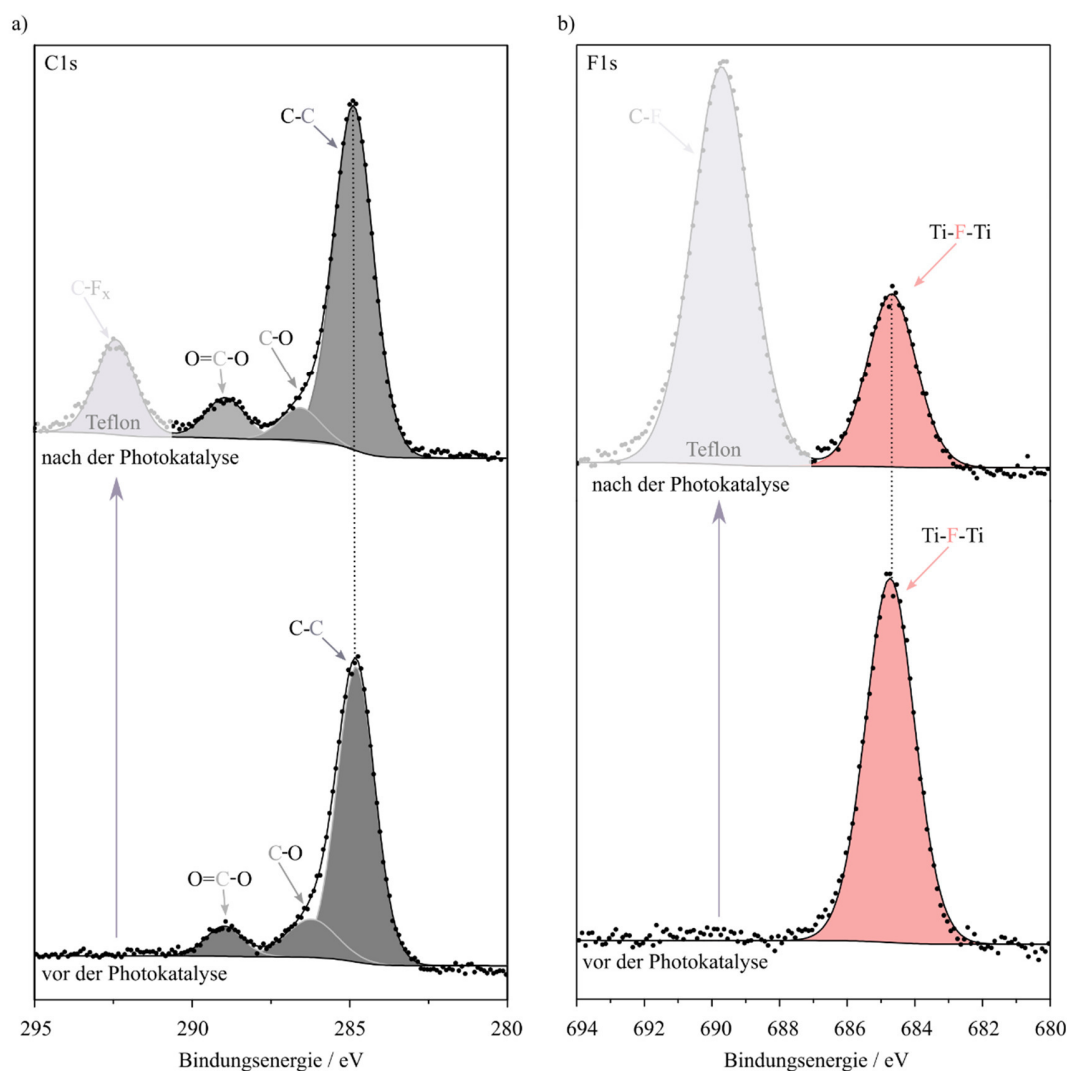 a)
C1s
C-C
C-Fx
O=C-O
C-O
Teflon
nach der Photokatalyse
C-C
C-O
O=C-O
vor der Photokatalyse
295
290
285
280
Bindungsenergie / eV
b)
F1s
C-F
Ti-F-Ti
Teflon
nach der Photokatalyse
Ti-F-Ti
vor der Photokatalyse
694
692
690
688
686
684
682
680
Bindungsenergie / eV